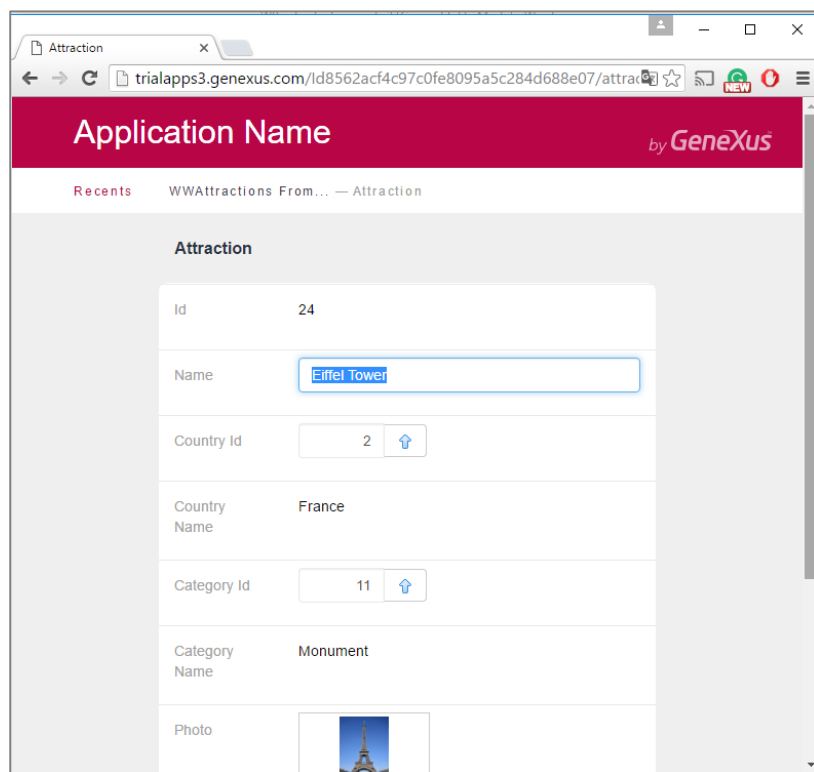 Attraction
trialapps3.genexus.com/Id8562acf4c97c0fe8095a5c284d688e07/attrac
NEW
Application Name
by GeneXus
Recents WWAttractions From... — Attraction
Attraction
Id 24
Name Eiffel Tower
Country Id 2
Country
Name
France
Category Id 11
Category
Name
Monument
Photo